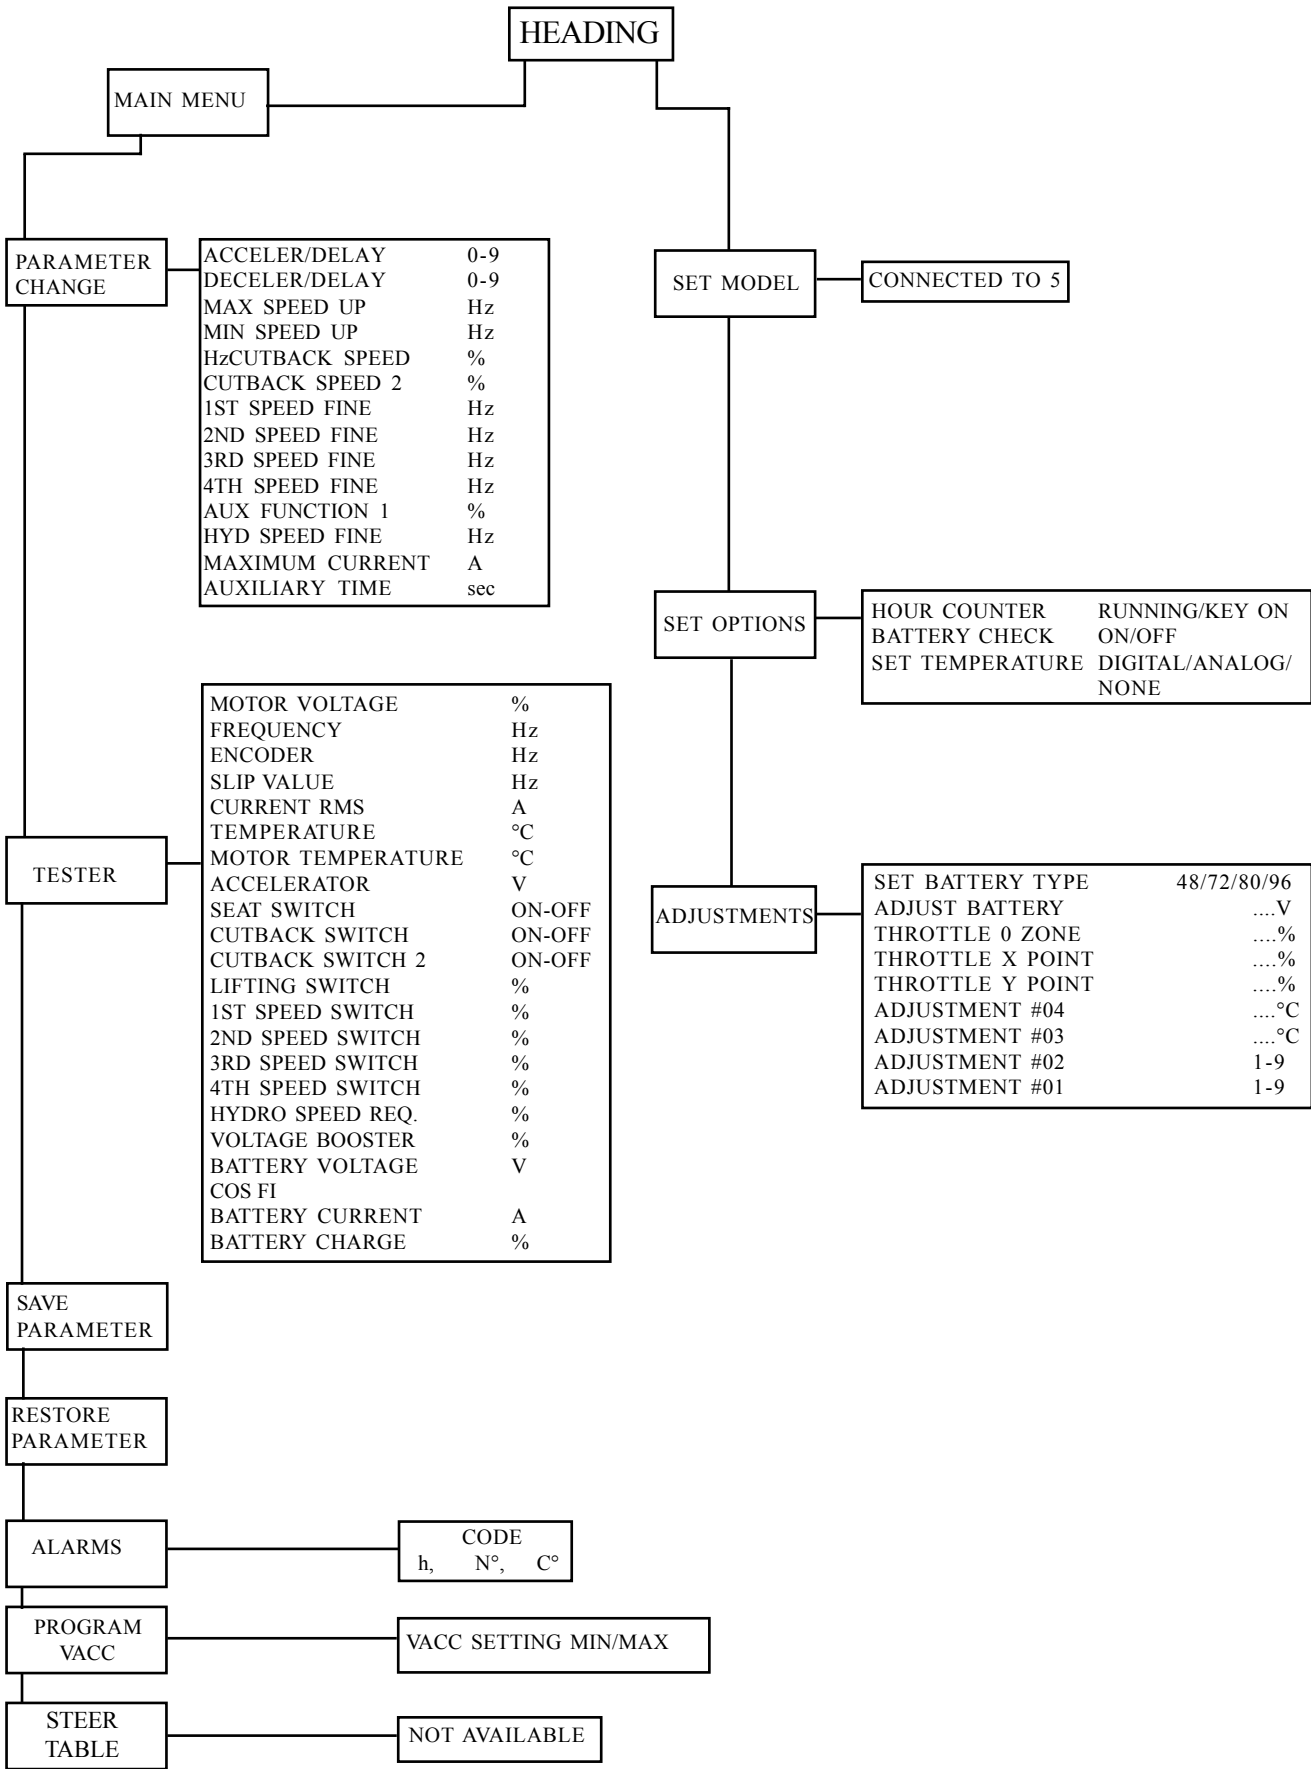 HEADING
MAIN MENU
PARAMETER
CHANGE
ACCELER/DELAY 0-9
DECELER/DELAY 0-9
MAX SPEED UP Hz
MIN SPEED UP Hz
HzCUTBACK SPEED %
CUTBACK SPEED 2 %
1ST SPEED FINE Hz
2ND SPEED FINE Hz
3RD SPEED FINE Hz
4TH SPEED FINE Hz
AUX FUNCTION 1 %
HYD SPEED FINE Hz
MAXIMUM CURRENT A
AUXILIARY TIME sec
TESTER
MOTOR VOLTAGE %
FREQUENCY Hz
ENCODER Hz
SLIP VALUE Hz
CURRENT RMS A
TEMPERATURE °C
MOTOR TEMPERATURE °C
ACCELERATOR V
SEAT SWITCH ON-OFF
CUTBACK SWITCH ON-OFF
CUTBACK SWITCH 2 ON-OFF
LIFTING SWITCH %
1ST SPEED SWITCH %
2ND SPEED SWITCH %
3RD SPEED SWITCH %
4TH SPEED SWITCH %
HYDRO SPEED REQ. %
VOLTAGE BOOSTER %
BATTERY VOLTAGE V
COS FI
BATTERY CURRENT A
BATTERY CHARGE %
SAVE
PARAMETER
RESTORE
PARAMETER
ALARMS
CODE
h, N°, C°
PROGRAM
VACC
VACC SETTING MIN/MAX
STEER
TABLE
NOT AVAILABLE
SET MODEL
CONNECTED TO 5
SET OPTIONS
HOUR COUNTER RUNNING/KEY ON
BATTERY CHECK ON/OFF
SET TEMPERATURE DIGITAL/ANALOG/
NONE
ADJUSTMENTS
SET BATTERY TYPE 48/72/80/96
ADJUST BATTERY ....V
THROTTLE 0 ZONE ....%
THROTTLE X POINT ....%
THROTTLE Y POINT ....%
ADJUSTMENT #04 ....°C
ADJUSTMENT #03 ....°C
ADJUSTMENT #02 1-9
ADJUSTMENT #01 1-9